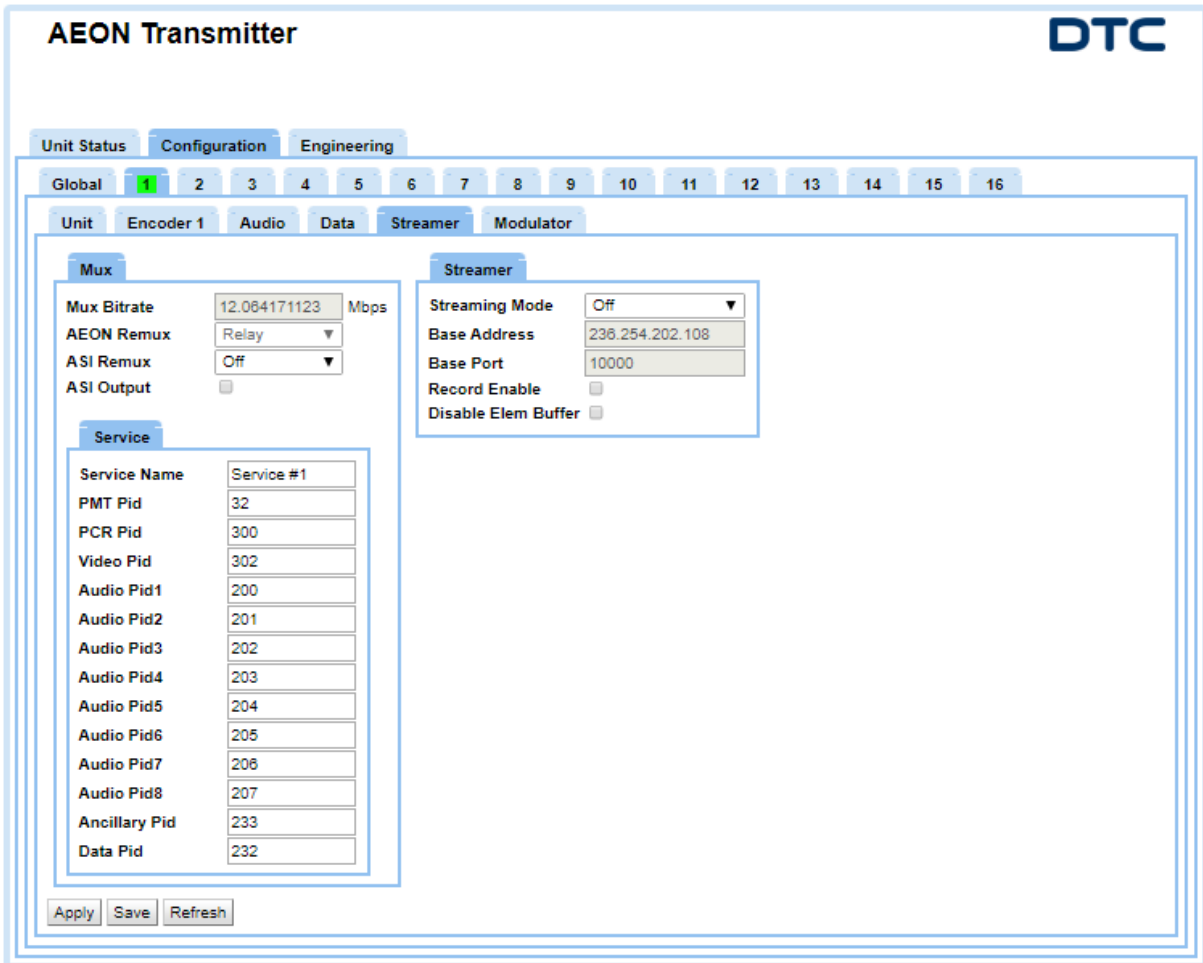 AEON Transmitter
DTC
Unit Status Configuration Engineering
Global 1 2 3 4 5 6 7 8 9 10 11 12 13 14 15 16
Unit Encoder 1 Audio Data Streamer Modulator
Mux
Mux Bitrate 12.064171123 Mbps
AEON Remux Relay
ASI Remux Off
ASI Output
Service
Service Name Service #1
PMT Pid 32
PCR Pid 300
Video Pid 302
Audio Pid1 200
Audio Pid2 201
Audio Pid3 202
Audio Pid4 203
Audio Pid5 204
Audio Pid6 205
Audio Pid7 206
Audio Pid8 207
Ancillary Pid 233
Data Pid 232
Streamer
Streaming Mode Off
Base Address 236.254.202.108
Base Port 10000
Record Enable
Disable Elem Buffer
Apply Save Refresh